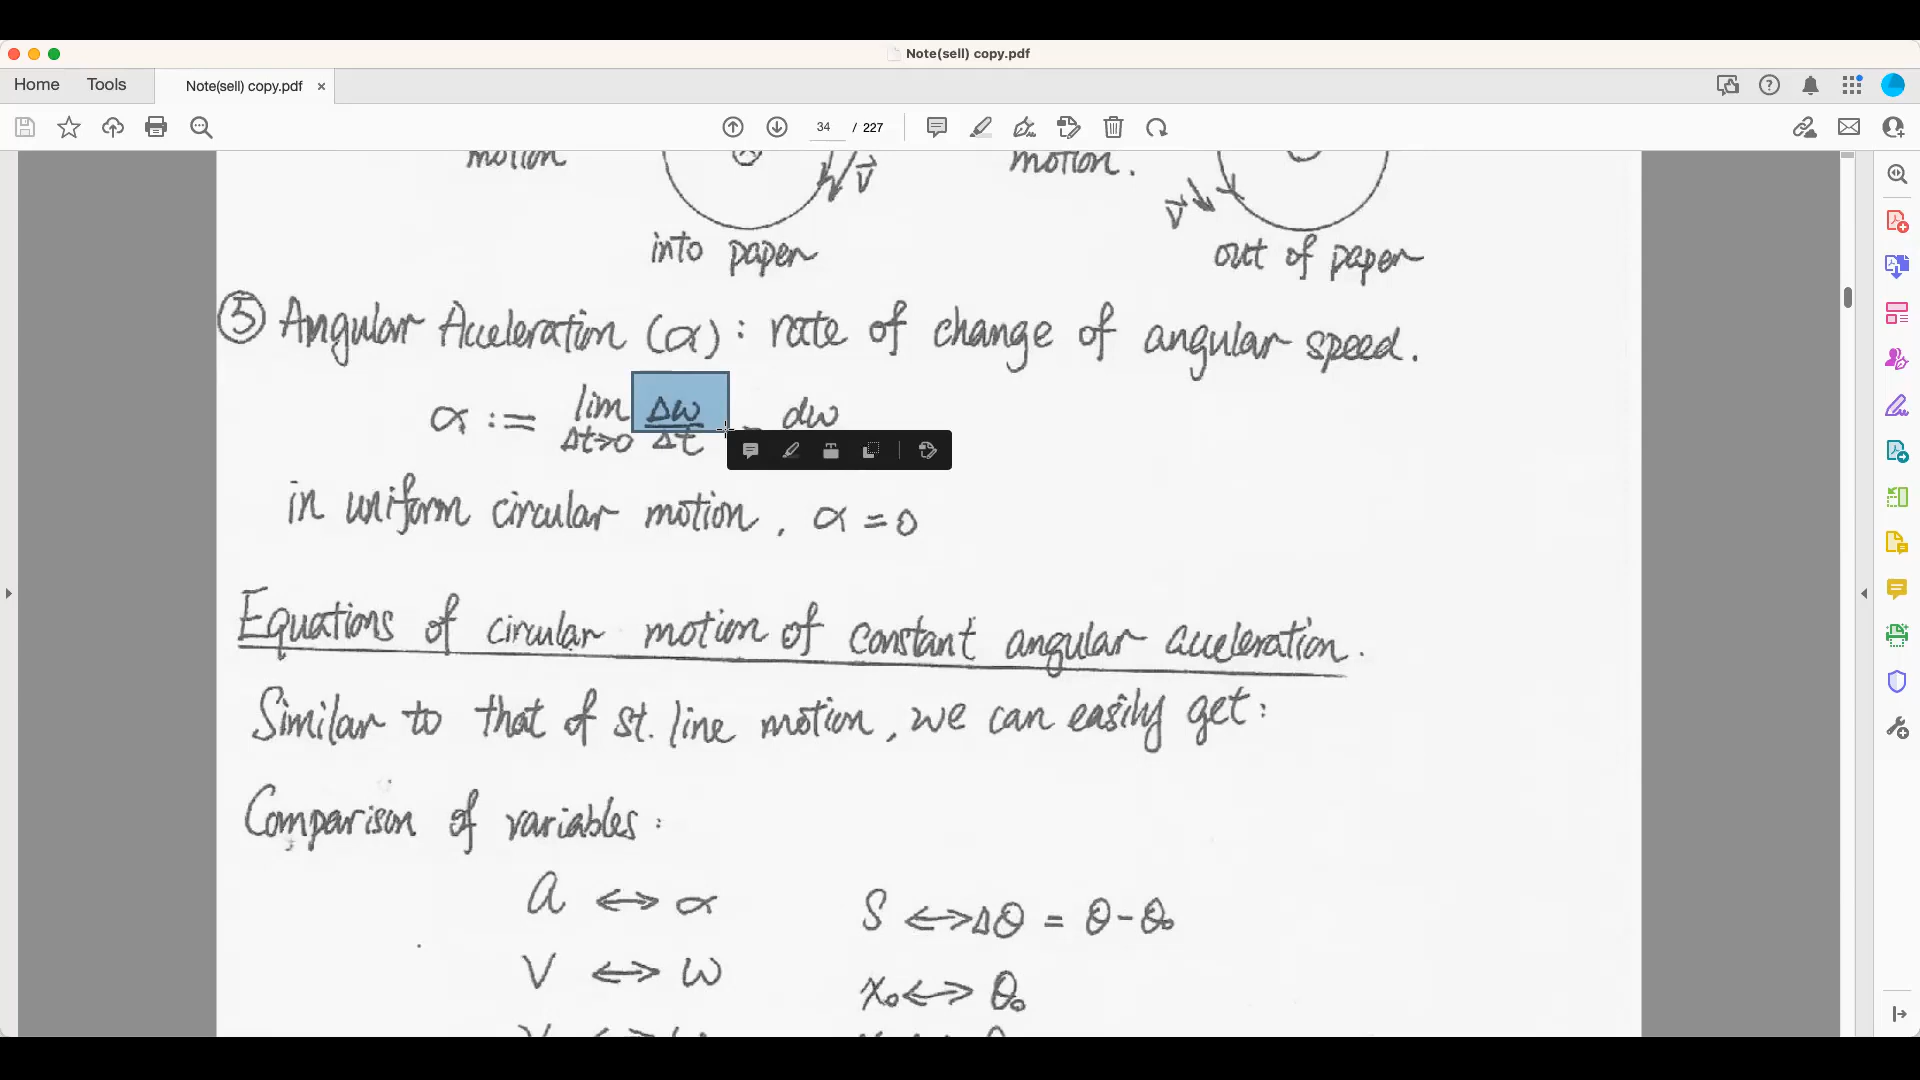 Note(sell) copy.pdf
Home Tools Note(sell) copy.pdf ×
34 / 227
motion V⃗ motion. V⃗
into paper out of paper
⑤ Angular Acceleration (α) : rate of change of angular speed.
α := lim Δt→0 Δω/Δt = dω
in uniform circular motion, α = 0
Equations of circular motion of constant angular acceleration.
Similar to that of st. line motion, we can easily get:
Comparison of variables:
a ↔ α S ↔ Δθ = θ - θ₀
V ↔ ω x₀ ↔ θ₀